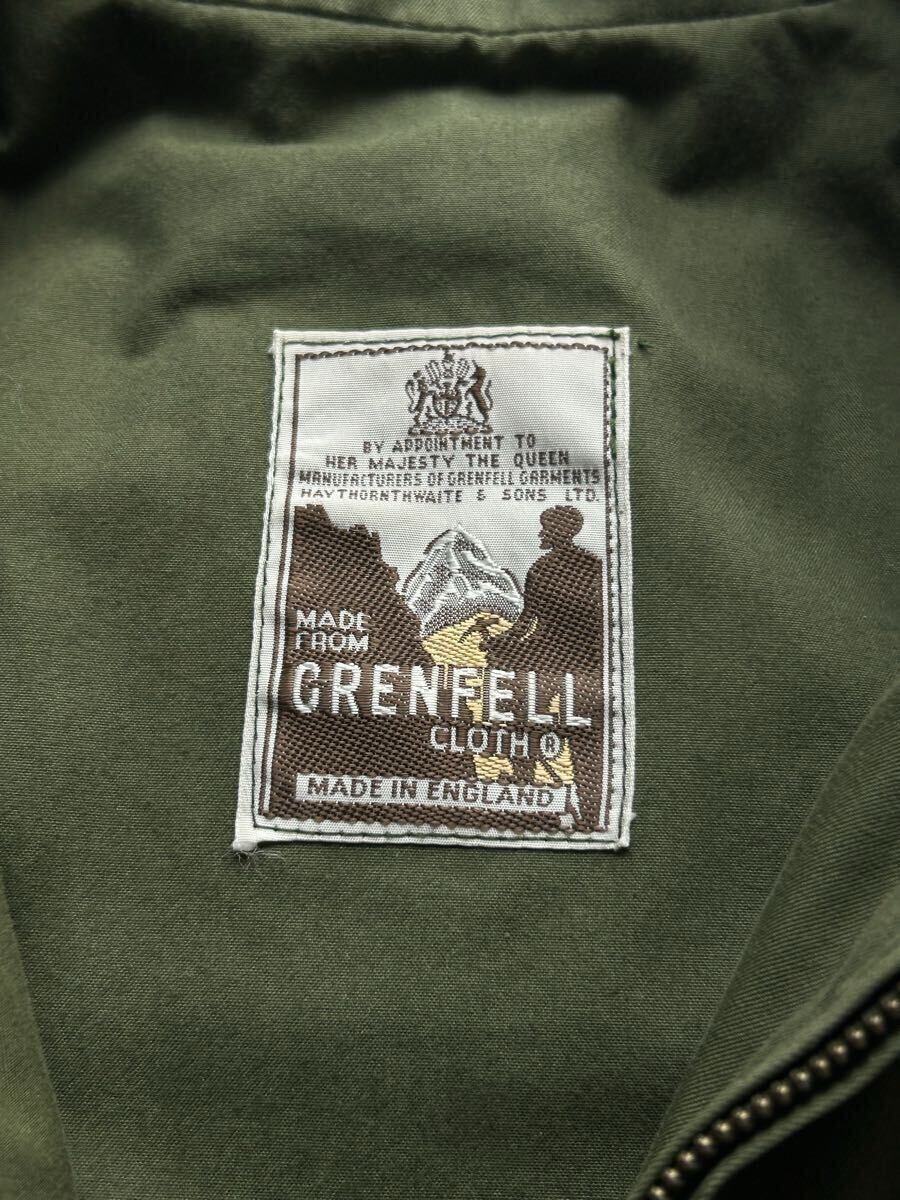 BY APPOINTMENT TO
HER MAJESTY THE QUEEN
MANUFACTURERS OF GRENFELL GARMENTS
HAYTHORNTHWAITE & SONS LTD.
MADE
FROM
GRENFELL
CLOTH ®
MADE IN ENGLAND